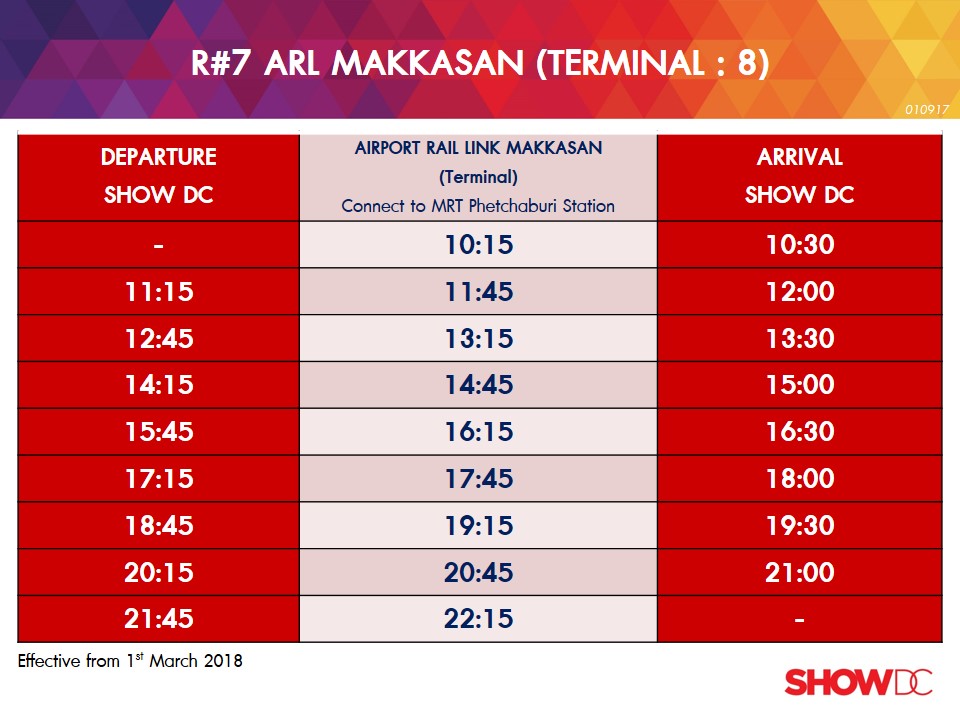 R#7 ARL MAKKASAN (TERMINAL : 8)
010917
DEPARTURE
SHOW DC
AIRPORT RAIL LINK MAKKASAN
(Terminal)
Connect to MRT Phetchaburi Station
ARRIVAL
SHOW DC
- 10:15 10:30
11:15 11:45 12:00
12:45 13:15 13:30
14:15 14:45 15:00
15:45 16:15 16:30
17:15 17:45 18:00
18:45 19:15 19:30
20:15 20:45 21:00
21:45 22:15 -
Effective from 1st March 2018
SHOWDC